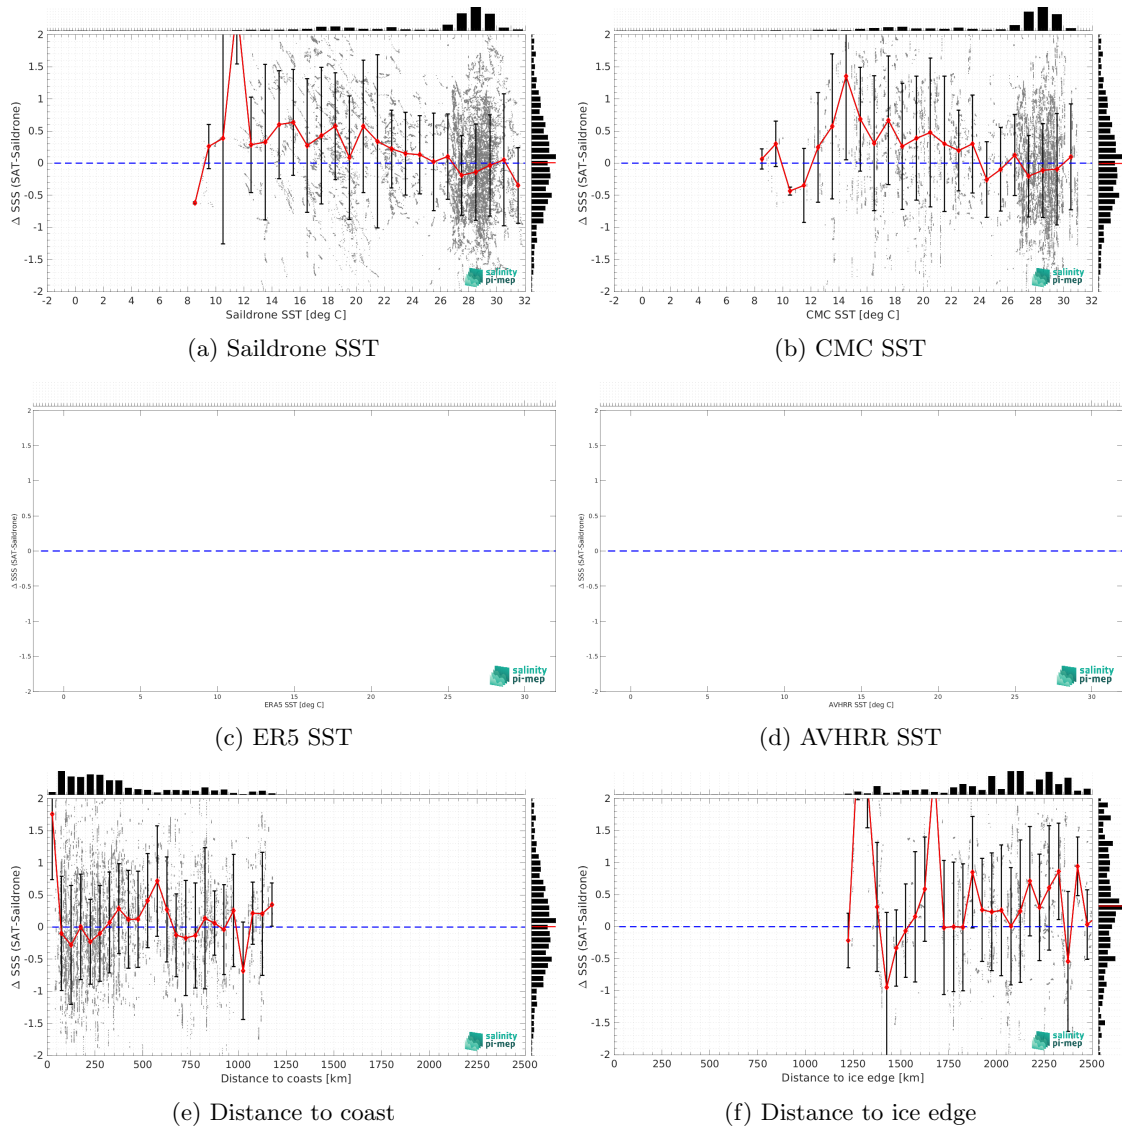 2
1.5
1
0.5
0
-0.5
-1
-1.5
-2
Δ SSS (SAT-Saildrone)
salinity
pi-mep
-2 0 2 4 6 8 10 12 14 16 18 20 22 24 26 28 30 32
Saildrone SST [deg C]
(a) Saildrone SST
2
1.5
1
0.5
0
-0.5
-1
-1.5
-2
Δ SSS (SAT-Saildrone)
salinity
pi-mep
-2 0 2 4 6 8 10 12 14 16 18 20 22 24 26 28 30 32
CMC SST [deg C]
(b) CMC SST
2
1.5
1
0.5
0
-0.5
-1
-1.5
-2
Δ SSS (SAT-Saildrone)
salinity
pi-mep
0 5 10 15 20 25 30
ERA5 SST [deg C]
(c) ER5 SST
2
1.5
1
0.5
0
-0.5
-1
-1.5
-2
Δ SSS (SAT-Saildrone)
salinity
pi-mep
0 5 10 15 20 25 30
AVHRR SST [deg C]
(d) AVHRR SST
2
1.5
1
0.5
0
-0.5
-1
-1.5
-2
Δ SSS (SAT-Saildrone)
salinity
pi-mep
0 250 500 750 1000 1250 1500 1750 2000 2250 2500
Distance to coasts [km]
(e) Distance to coast
2
1.5
1
0.5
0
-0.5
-1
-1.5
-2
Δ SSS (SAT-Saildrone)
salinity
pi-mep
0 250 500 750 1000 1250 1500 1750 2000 2250 2500
Distance to ice edge [km]
(f) Distance to ice edge